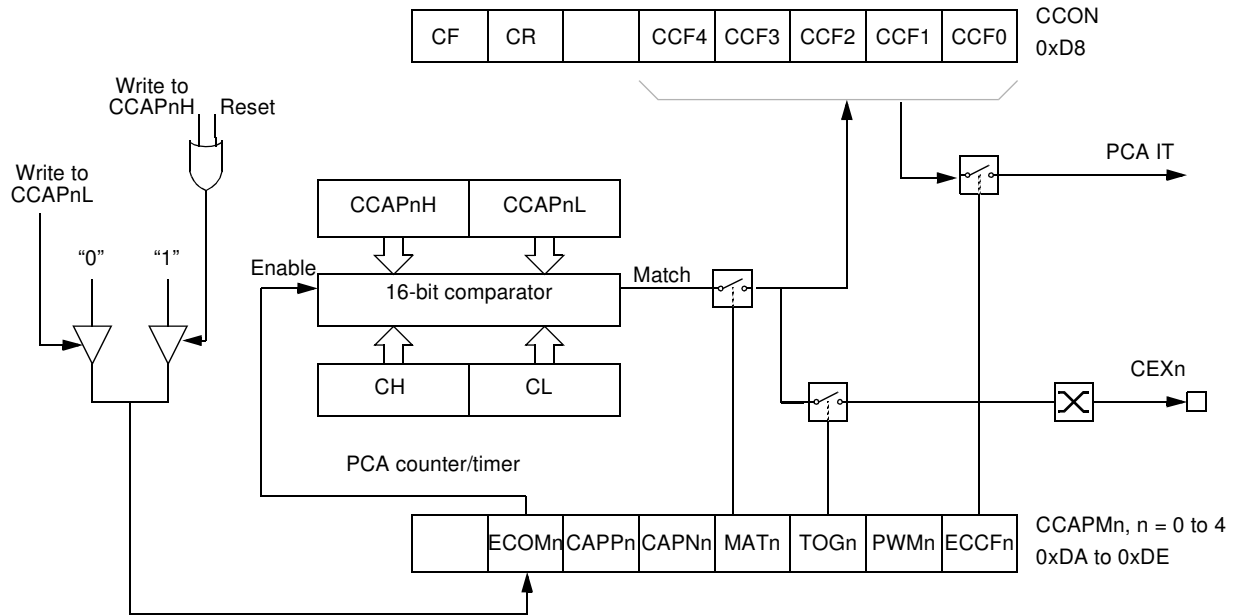 CF CR CCF4 CCF3 CCF2 CCF1 CCF0
CCON
0xD8
Write to
CCAPnH Reset
Write to
CCAPnL
“0” “1”
PCA IT
CCAPnH CCAPnL
Enable
16-bit comparator
Match
CH CL
CEXn
PCA counter/timer
ECOMn CAPPn CAPNn MATn TOGn PWMn ECCFn
CCAPMn, n = 0 to 4
0xDA to 0xDE